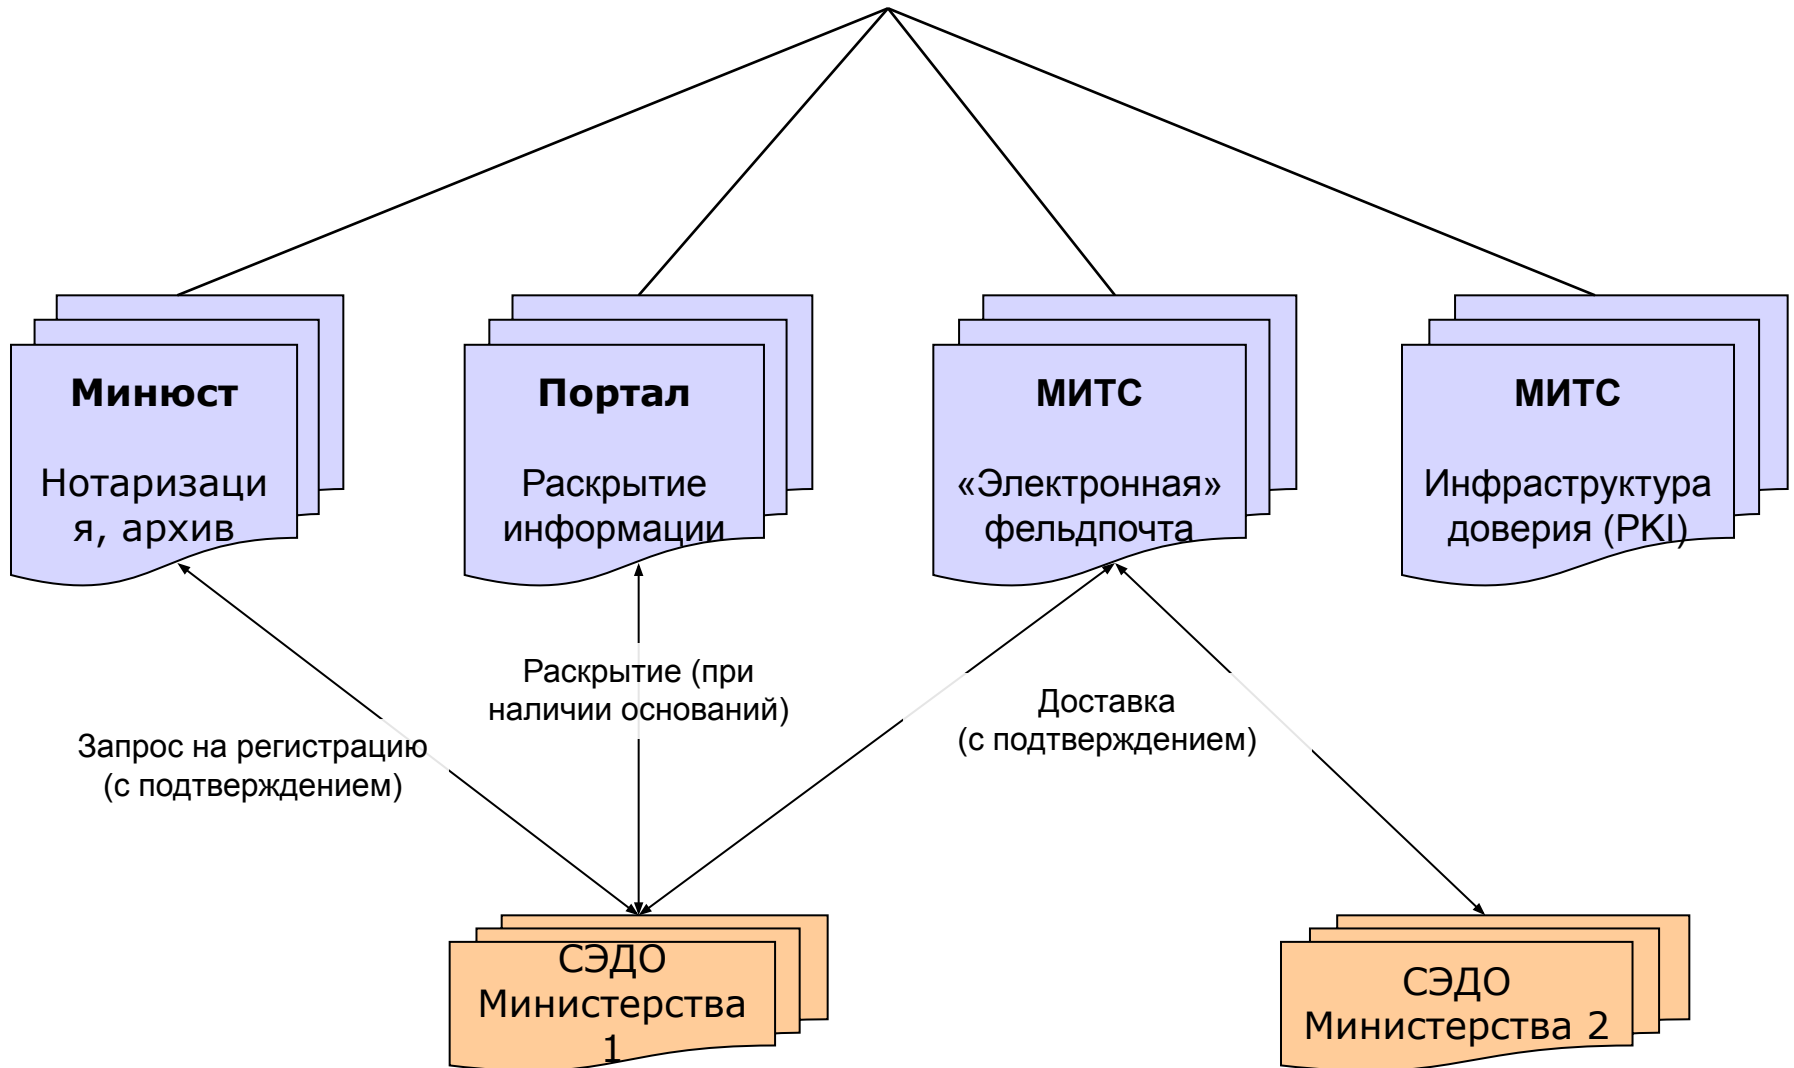 Минюст
Нотаризаци
я, архив
Портал
Раскрытие
информации
МИТС
«Электронная»
фельдпочта
МИТС
Инфраструктура
доверия (PKI)
Раскрытие (при
наличии оснований)
Доставка
(с подтверждением)
Запрос на регистрацию
(с подтверждением)
СЭДО
Министерства
1
СЭДО
Министерства 2